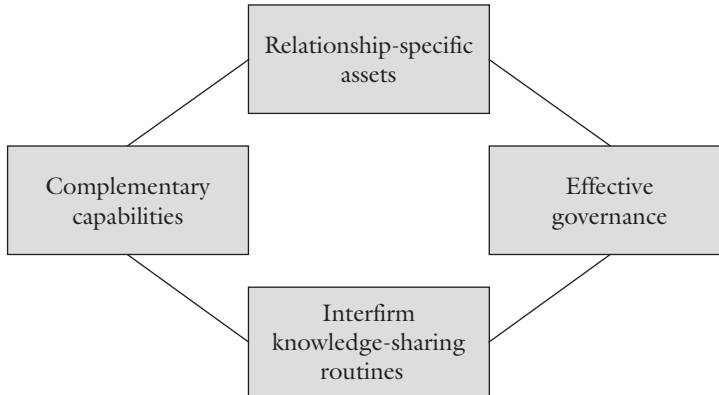 Relationship-specific
assets
Complementary
capabilities
Effective
governance
Interfirm
knowledge-sharing
routines